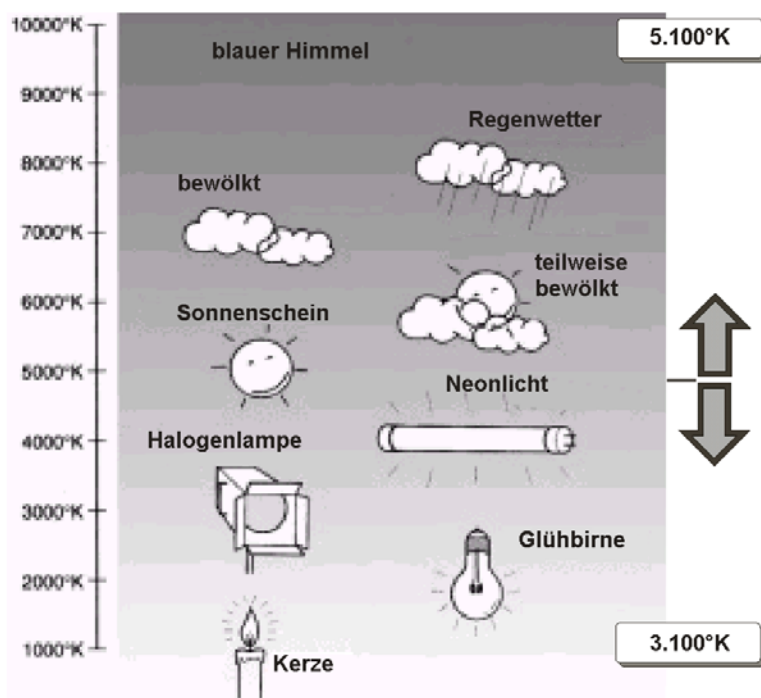 10000°K
5.100°K
blauer Himmel
9000°K
Regenwetter
8000°K
bewölkt
7000°K
teilweise
bewölkt
6000°K
Sonnenschein
5000°K
Neonlicht
4000°K
Halogenlampe
3000°K
Glühbirne
2000°K
1000°K
3.100°K
Kerze